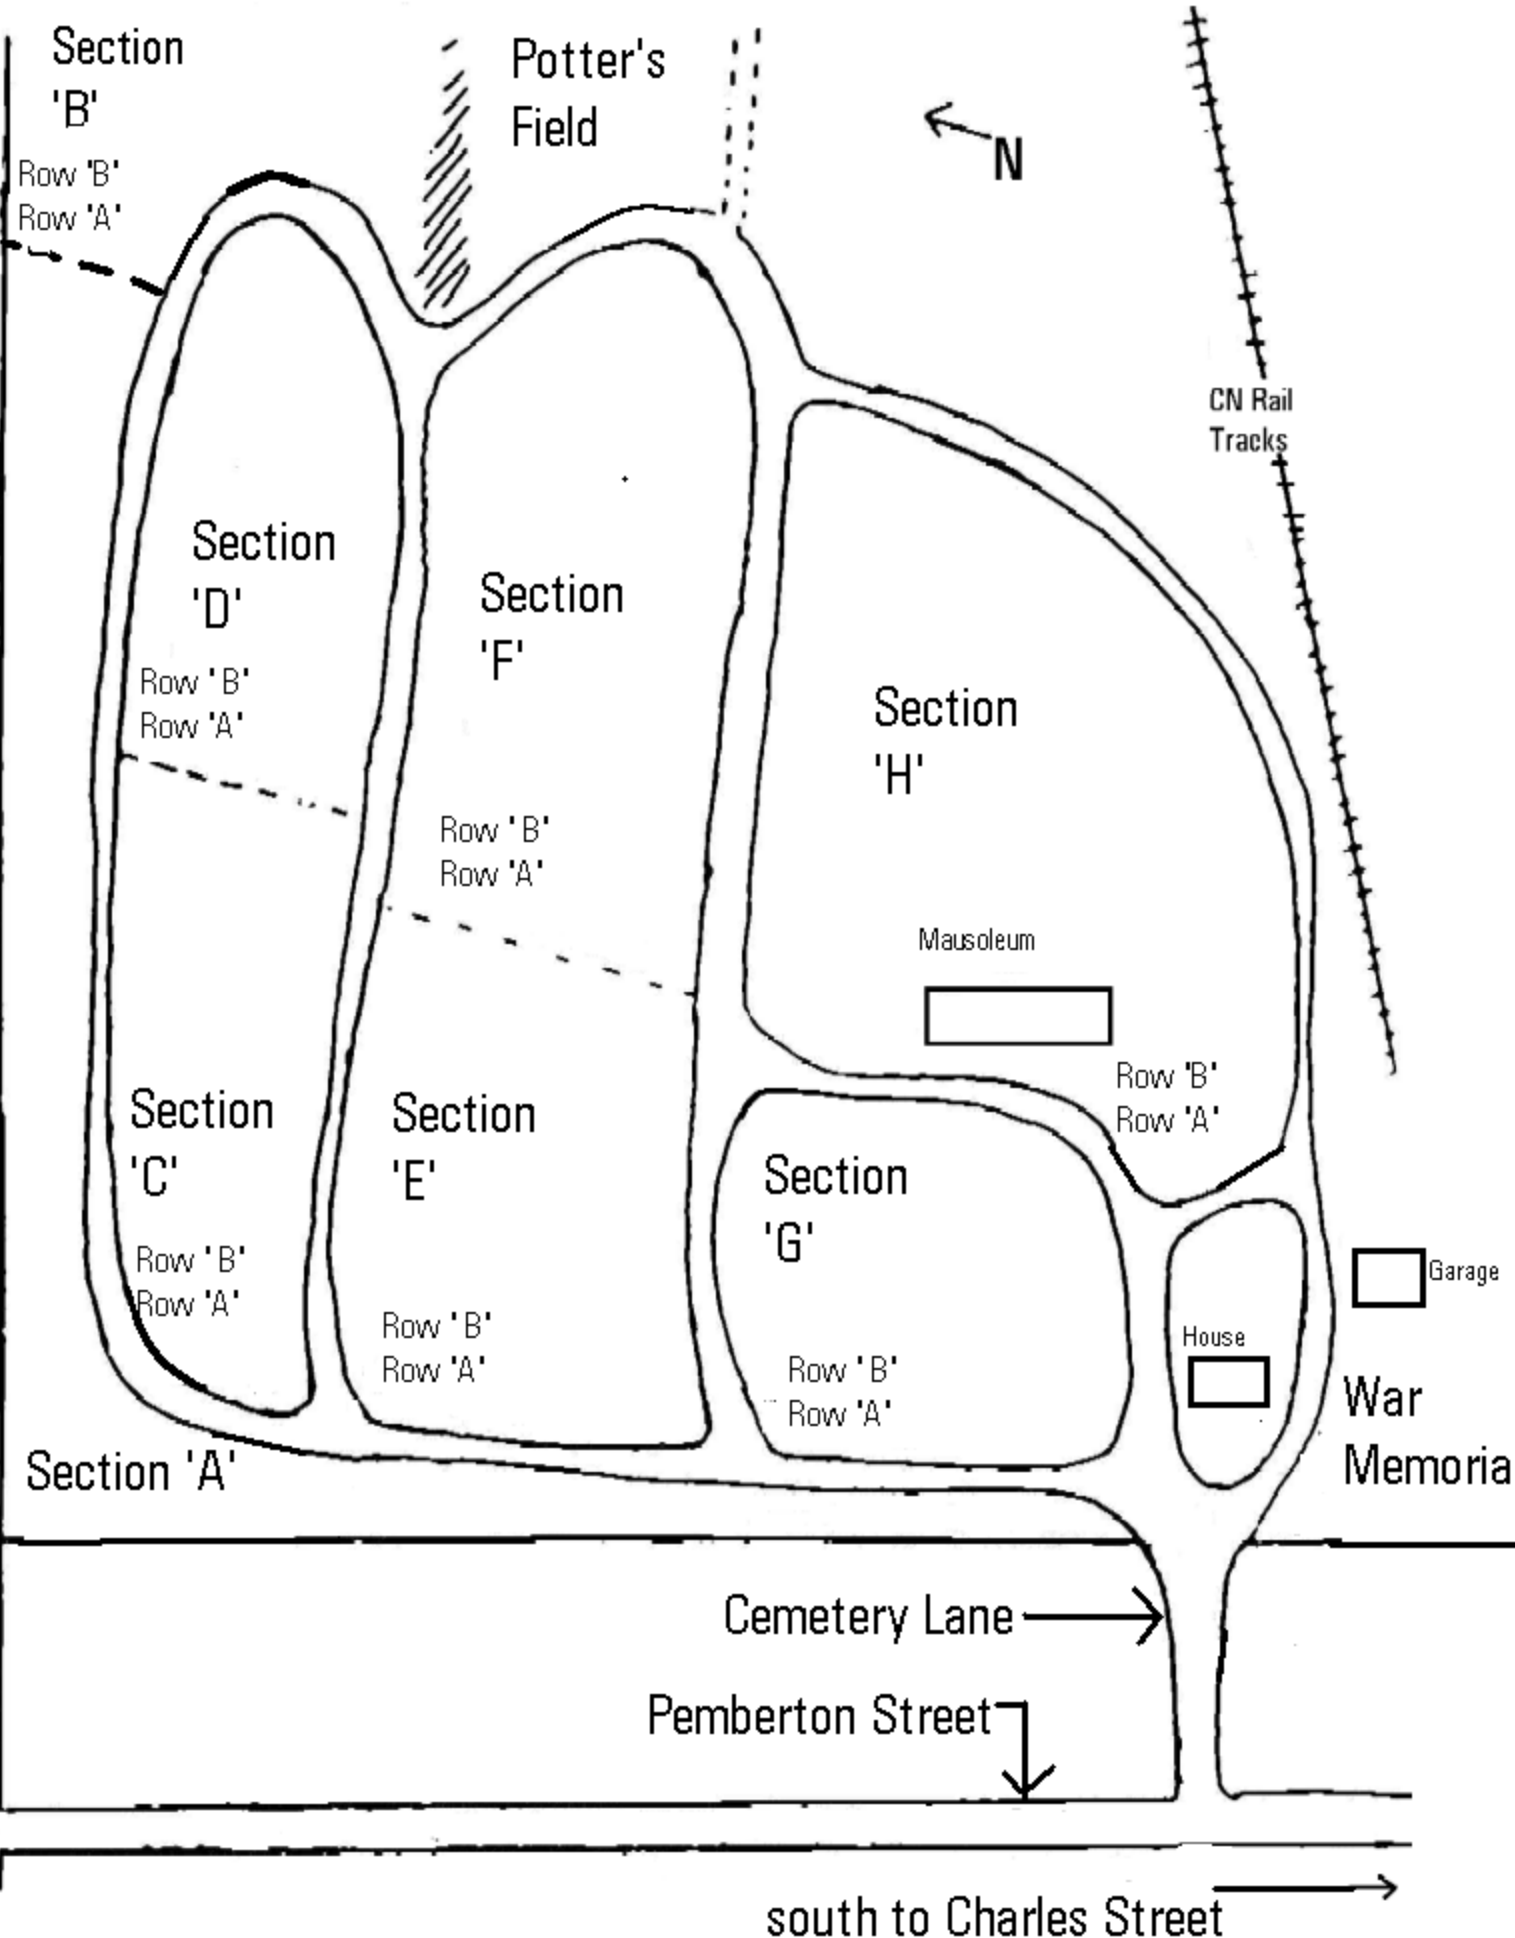 Section
'B'
Row 'B'
Row 'A'
Potter's
Field
N
CN Rail
Tracks
Section
'D'
Row 'B'
Row 'A'
Section
'F'
Row 'B'
Row 'A'
Section
'H'
Mausoleum
Row 'B'
Row 'A'
Section
'C'
Row 'B'
Row 'A'
Section
'E'
Row 'B'
Row 'A'
Section
'G'
Row 'B'
Row 'A'
House
Garage
War
Memoria
Section 'A'
Cemetery Lane
Pemberton Street
south to Charles Street